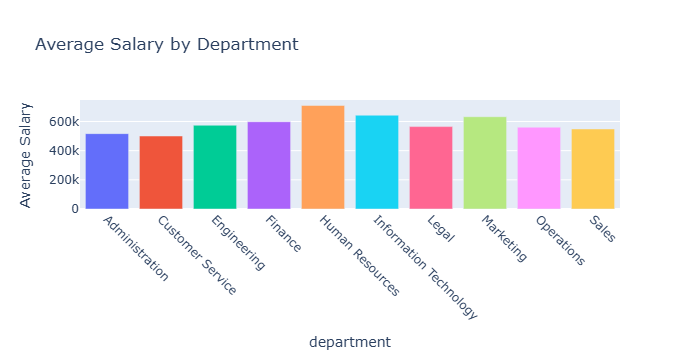 Average Salary by Department
Average Salary
600k
400k
200k
0
Administration
Customer Service
Engineering
Finance
Human Resources
Information Technology
Legal
Marketing
Operations
Sales
department